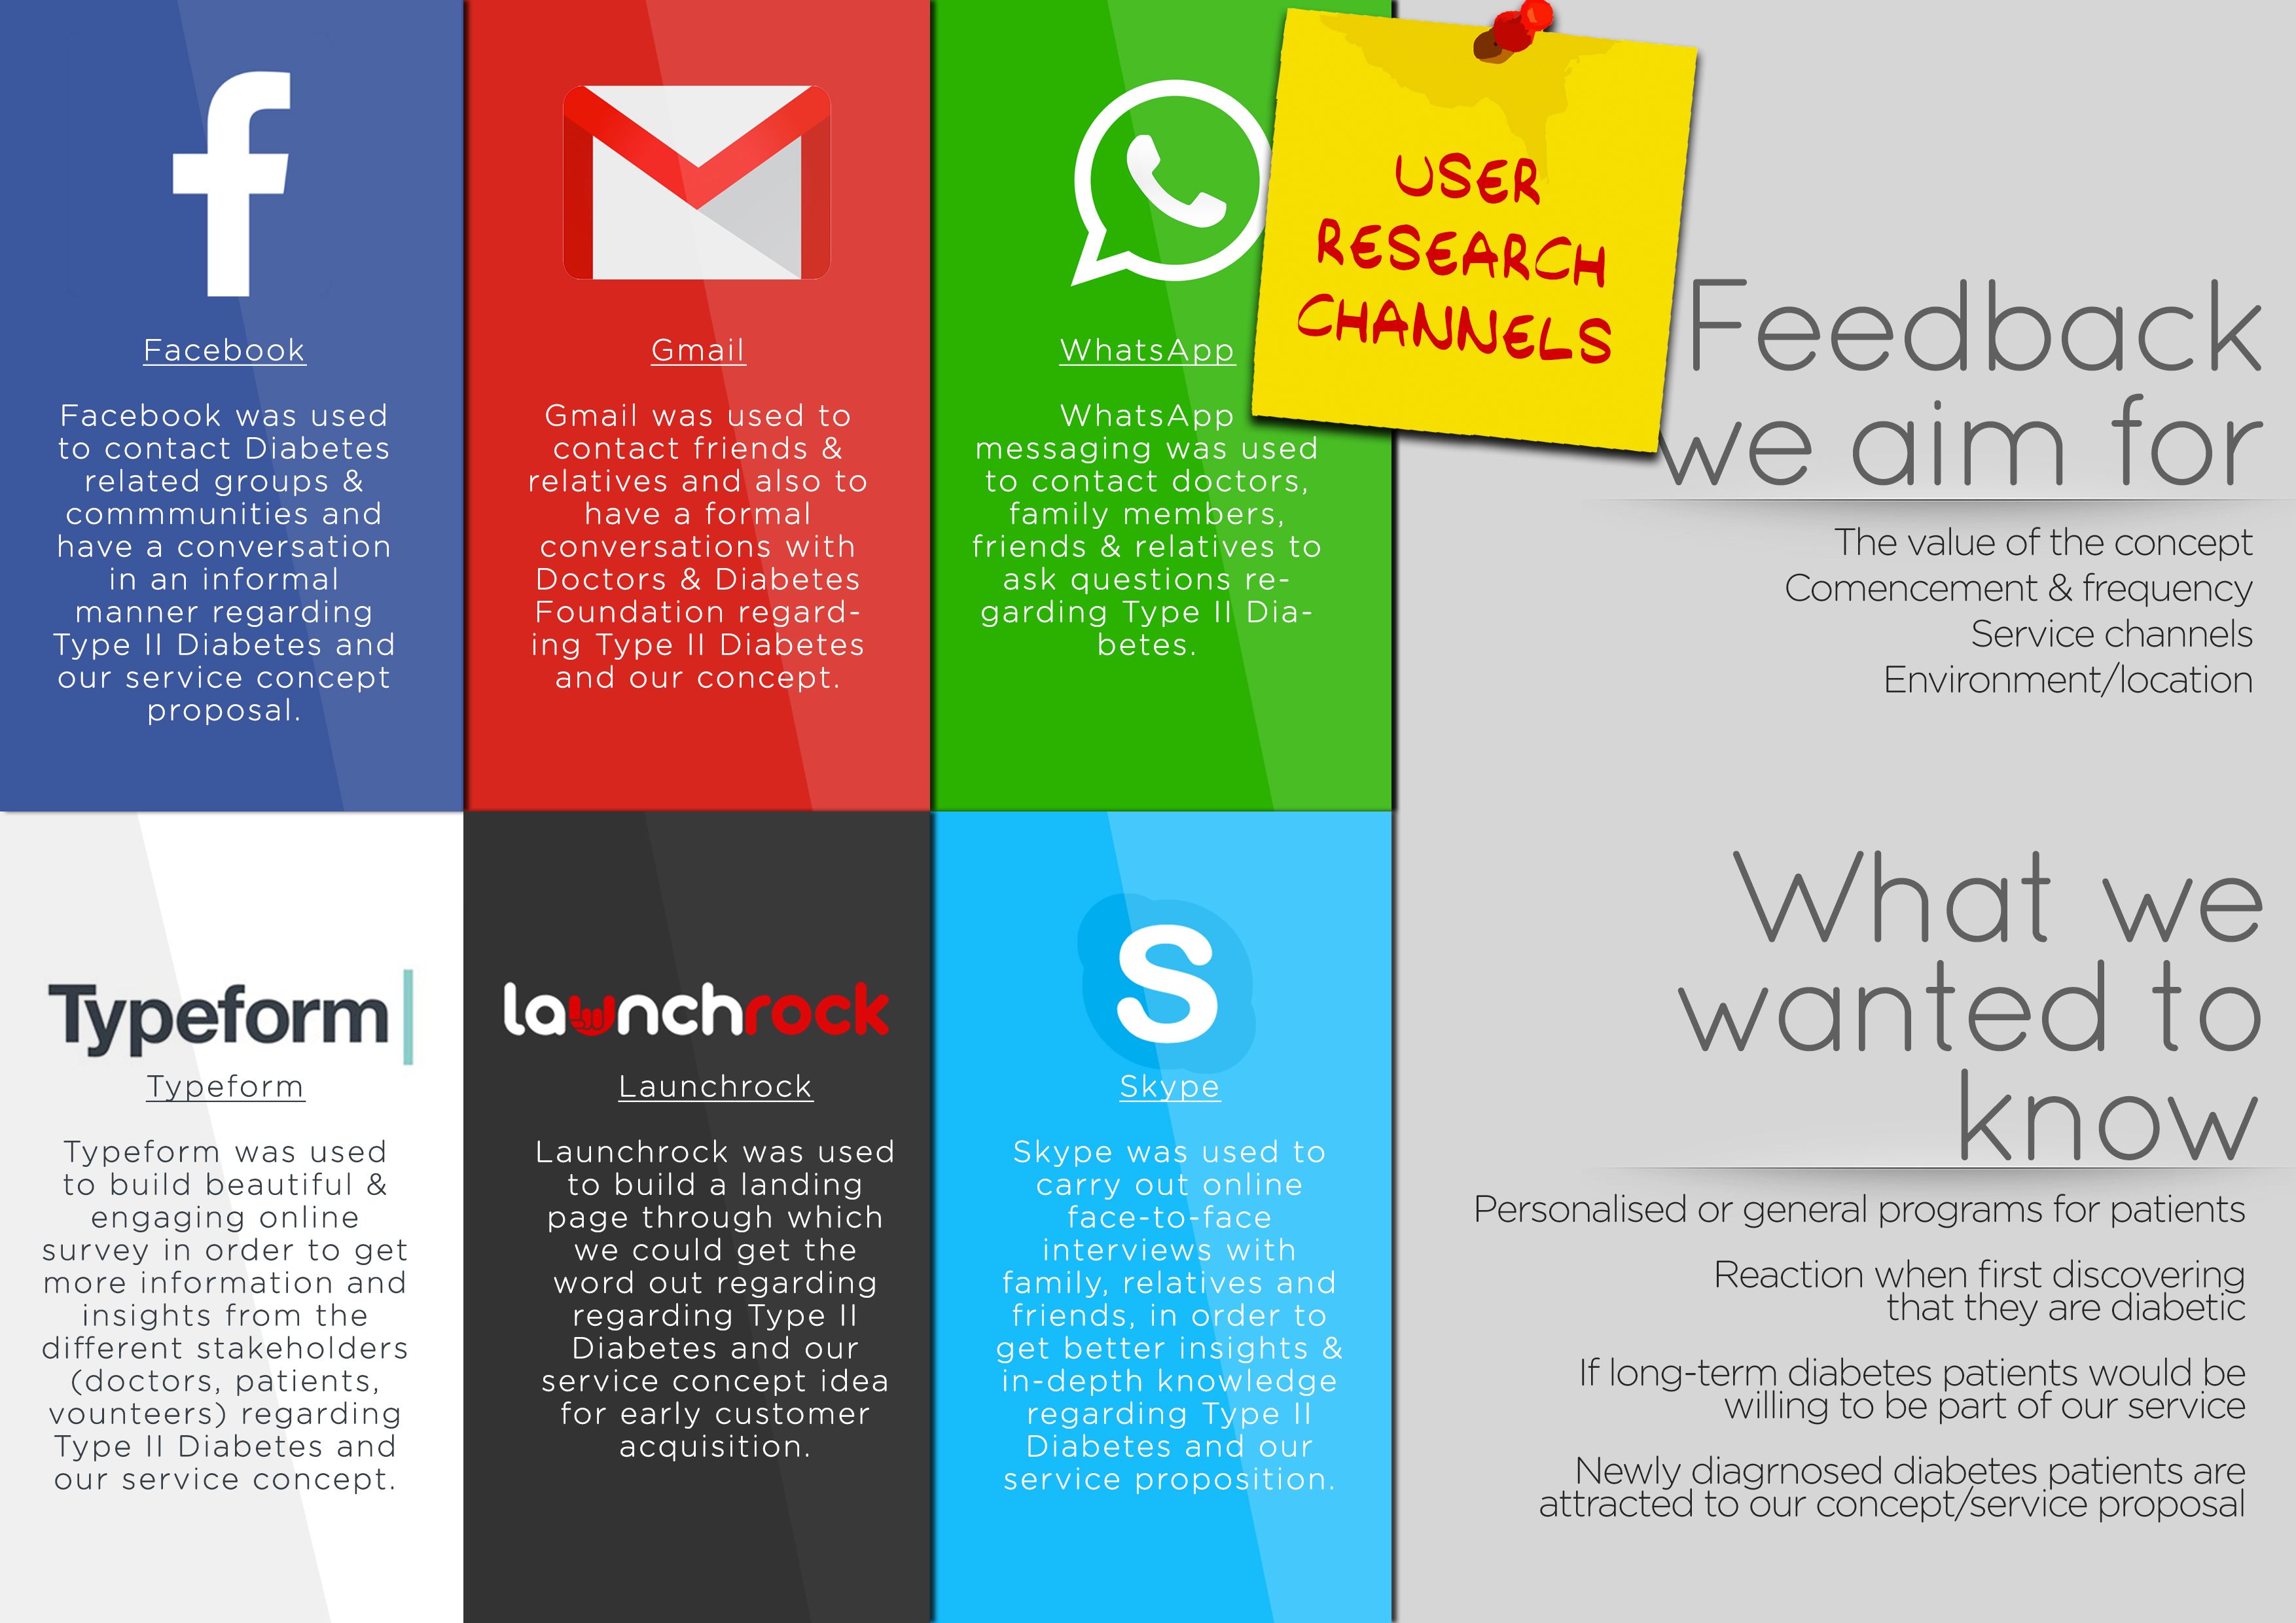 Facebook
Facebook was used
to contact Diabetes
related groups &
commmunities and
have a conversation
in an informal
manner regarding
Type II Diabetes and
our service concept
proposal.
Gmail
Gmail was used to
contact friends &
relatives and also to
have a formal
conversations with
Doctors & Diabetes
Foundation regard-
ing Type II Diabetes
and our concept.
WhatsApp
WhatsApp
messaging was used
to contact doctors,
family members,
friends & relatives to
ask questions re-
garding Type II Dia-
betes.
USER
RESEARCH
CHANNELS
Feedback
we aim for
The value of the concept
Comencement & frequency
Service channels
Environment/location
Typeform
Typeform
Typeform was used
to build beautiful &
engaging online
survey in order to get
more information and
insights from the
different stakeholders
(doctors, patients,
vounteers) regarding
Type II Diabetes and
our service concept.
launchrock
Launchrock
Launchrock was used
to build a landing
page through which
we could get the
word out regarding
regarding Type II
Diabetes and our
service concept idea
for early customer
acquisition.
S
Skype
Skype was used to
carry out online
face-to-face
interviews with
family, relatives and
friends, in order to
get better insights &
in-depth knowledge
regarding Type II
Diabetes and our
service proposition.
What we
wanted to
know
Personalised or general programs for patients
Reaction when first discovering
that they are diabetic
If long-term diabetes patients would be
willing to be part of our service
Newly diagrnosed diabetes patients are
attracted to our concept/service proposal